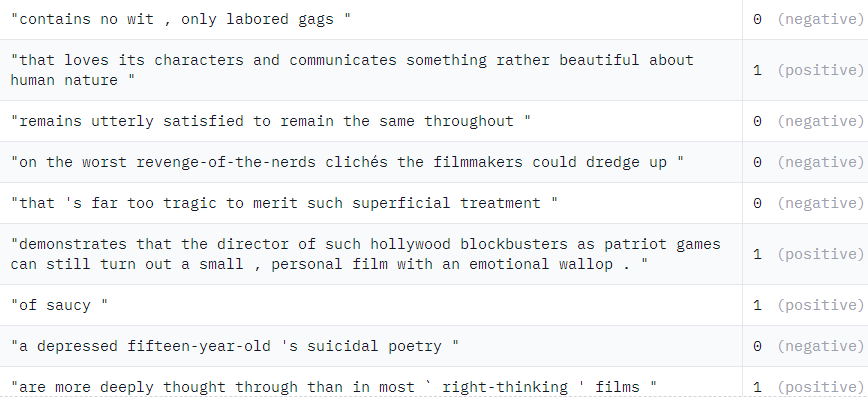 "contains no wit , only labored gags " 0 (negative)
"that loves its characters and communicates something rather beautiful about
human nature " 1 (positive)
"remains utterly satisfied to remain the same throughout " 0 (negative)
"on the worst revenge-of-the-nerds clichés the filmmakers could dredge up " 0 (negative)
"that 's far too tragic to merit such superficial treatment " 0 (negative)
"demonstrates that the director of such hollywood blockbusters as patriot games
can still turn out a small , personal film with an emotional wallop . " 1 (positive)
"of saucy " 1 (positive)
"a depressed fifteen-year-old 's suicidal poetry " 0 (negative)
"are more deeply thought through than in most ` right-thinking ' films " 1 (positive)